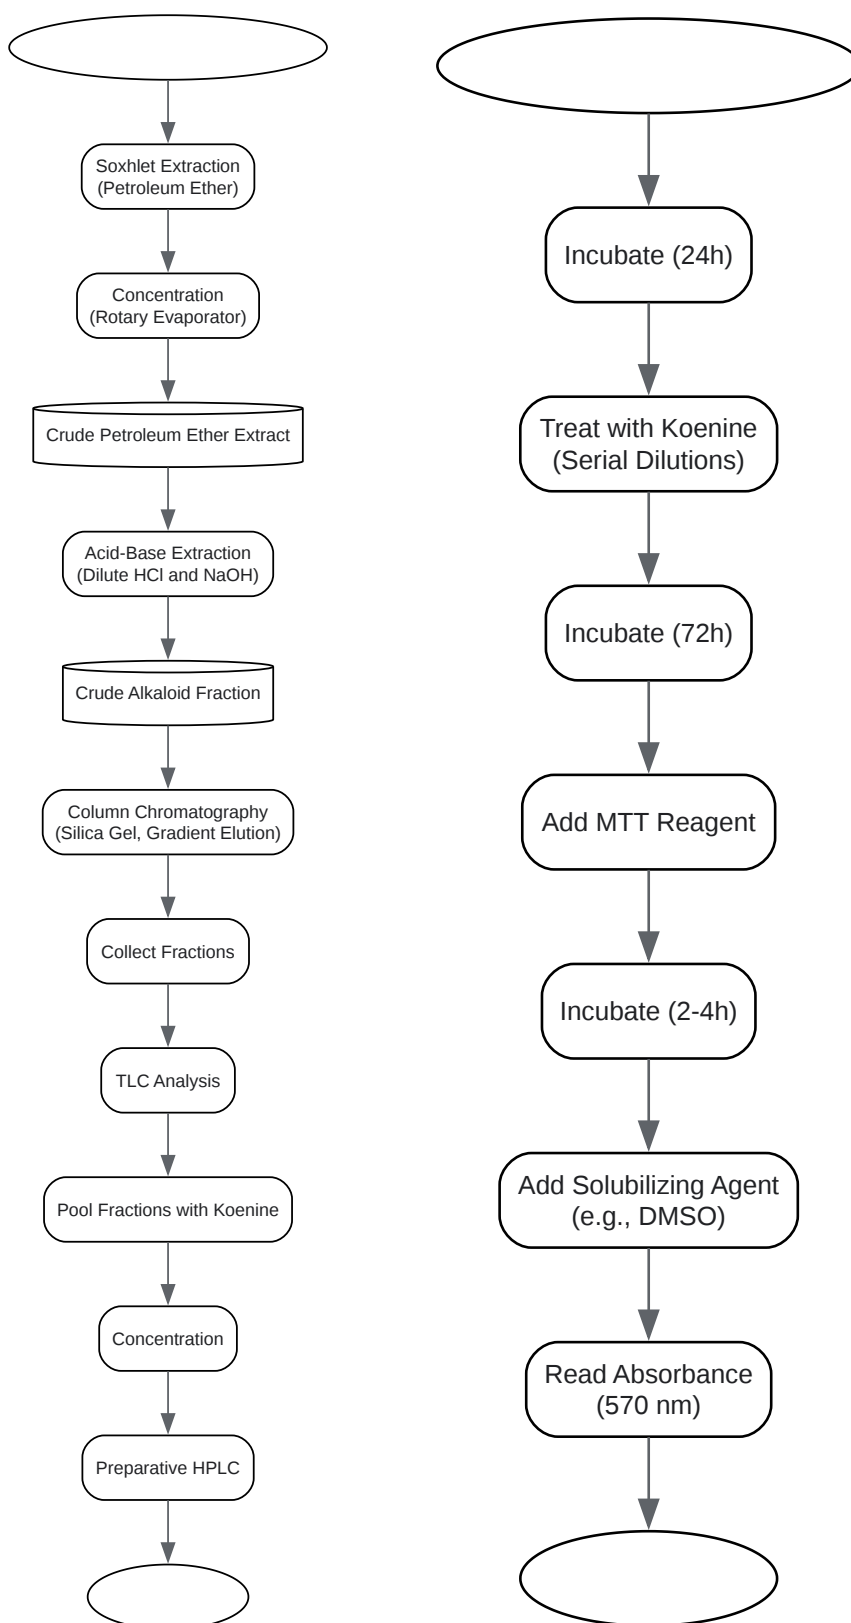 Soxhlet Extraction
(Petroleum Ether)
Concentration
(Rotary Evaporator)
Crude Petroleum Ether Extract
Acid-Base Extraction
(Dilute HCl and NaOH)
Crude Alkaloid Fraction
Column Chromatography
(Silica Gel, Gradient Elution)
Collect Fractions
TLC Analysis
Pool Fractions with Koenine
Concentration
Preparative HPLC
Incubate (24h)
Treat with Koenine
(Serial Dilutions)
Incubate (72h)
Add MTT Reagent
Incubate (2-4h)
Add Solubilizing Agent
(e.g., DMSO)
Read Absorbance
(570 nm)